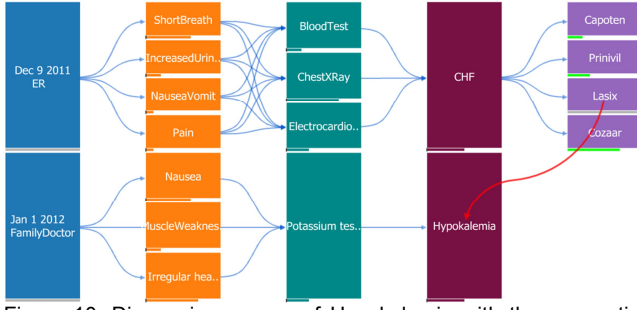 Dec 9 2011
ER
ShortBreath
IncreasedUrin..
NauseaVomit
Pain
BloodTest
ChestXRay
Electrocardio..
CHF
Capoten
Prinivil
Lasix
Cozaar
Jan 1 2012
FamilyDoctor
Nausea
MuscleWeaknes..
Irregular hea..
Potassium tes..
Hypokalemia